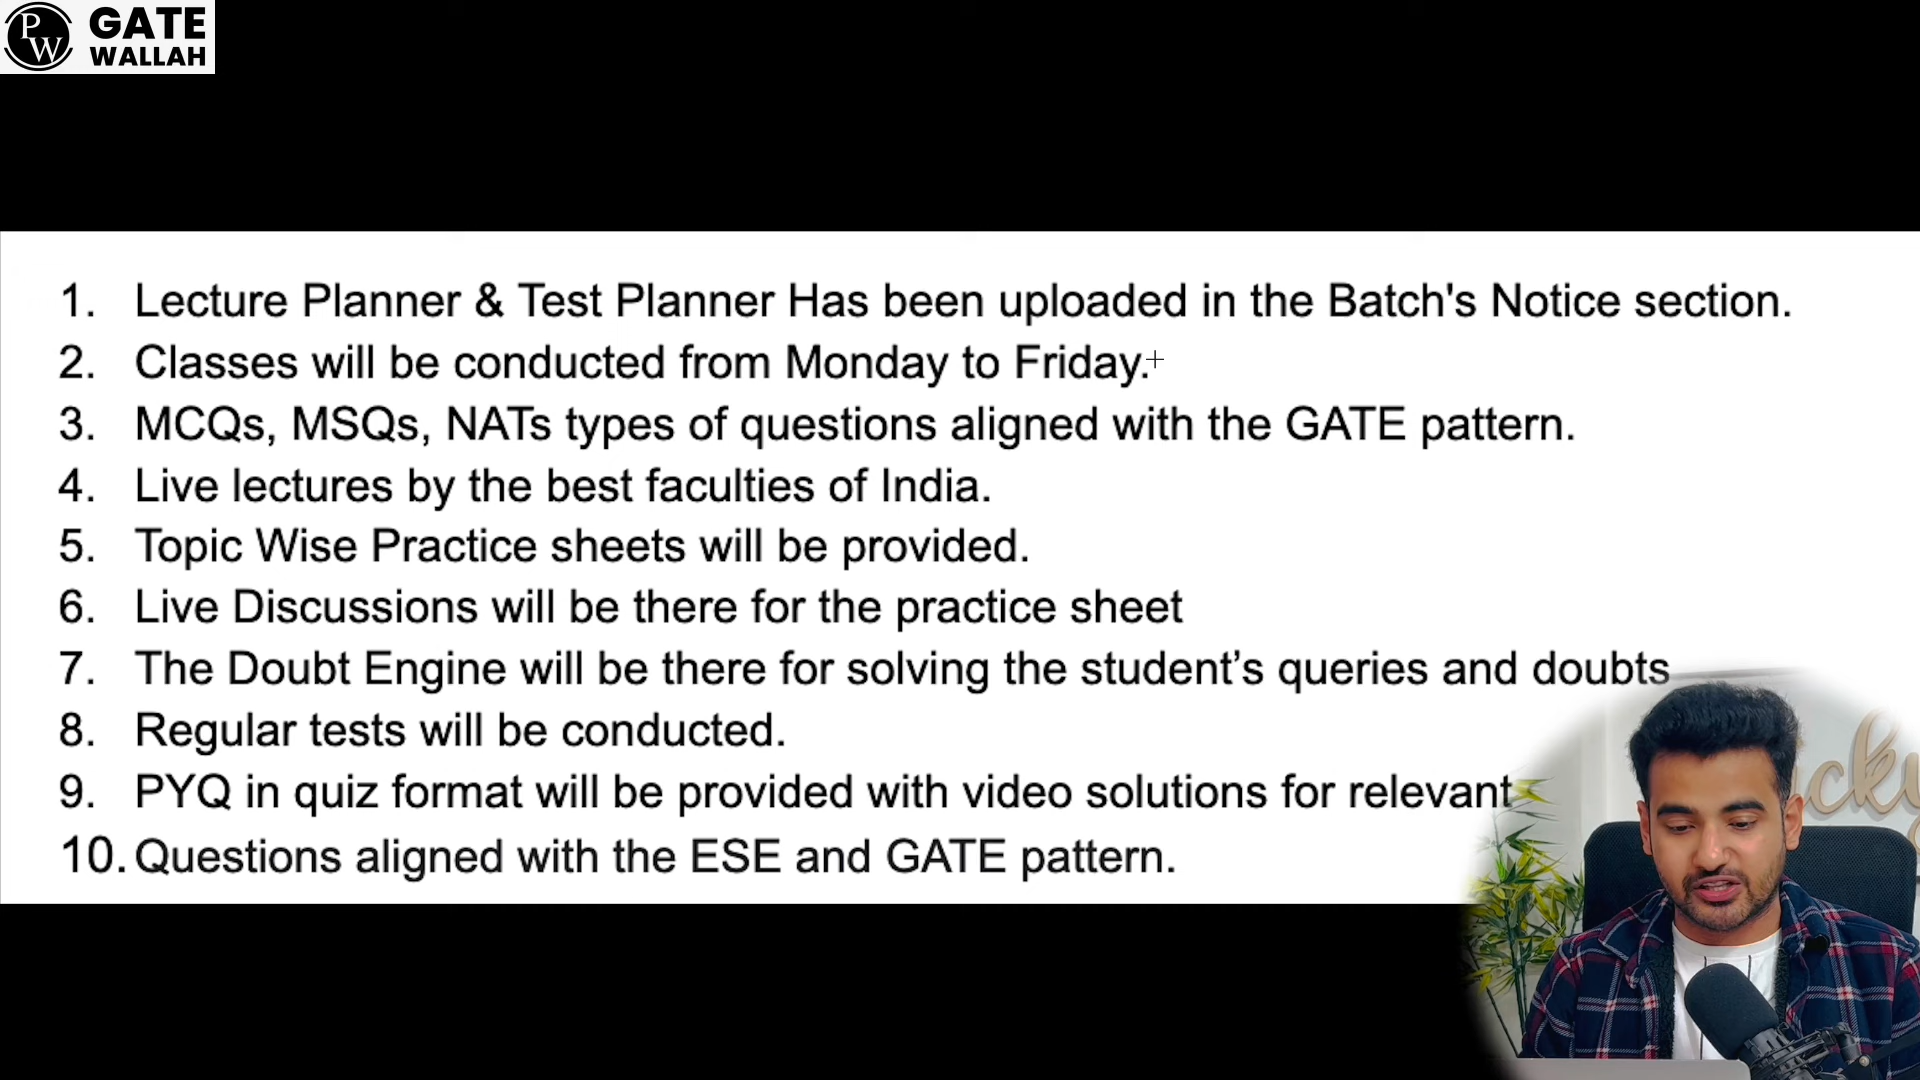 PW
GATE
WALLAH
1. Lecture Planner & Test Planner Has been uploaded in the Batch's Notice section.
2. Classes will be conducted from Monday to Friday.
3. MCQs, MSQs, NATs types of questions aligned with the GATE pattern.
4. Live lectures by the best faculties of India.
5. Topic Wise Practice sheets will be provided.
6. Live Discussions will be there for the practice sheet
7. The Doubt Engine will be there for solving the student’s queries and doubts
8. Regular tests will be conducted.
9. PYQ in quiz format will be provided with video solutions for relevant
10. Questions aligned with the ESE and GATE pattern.